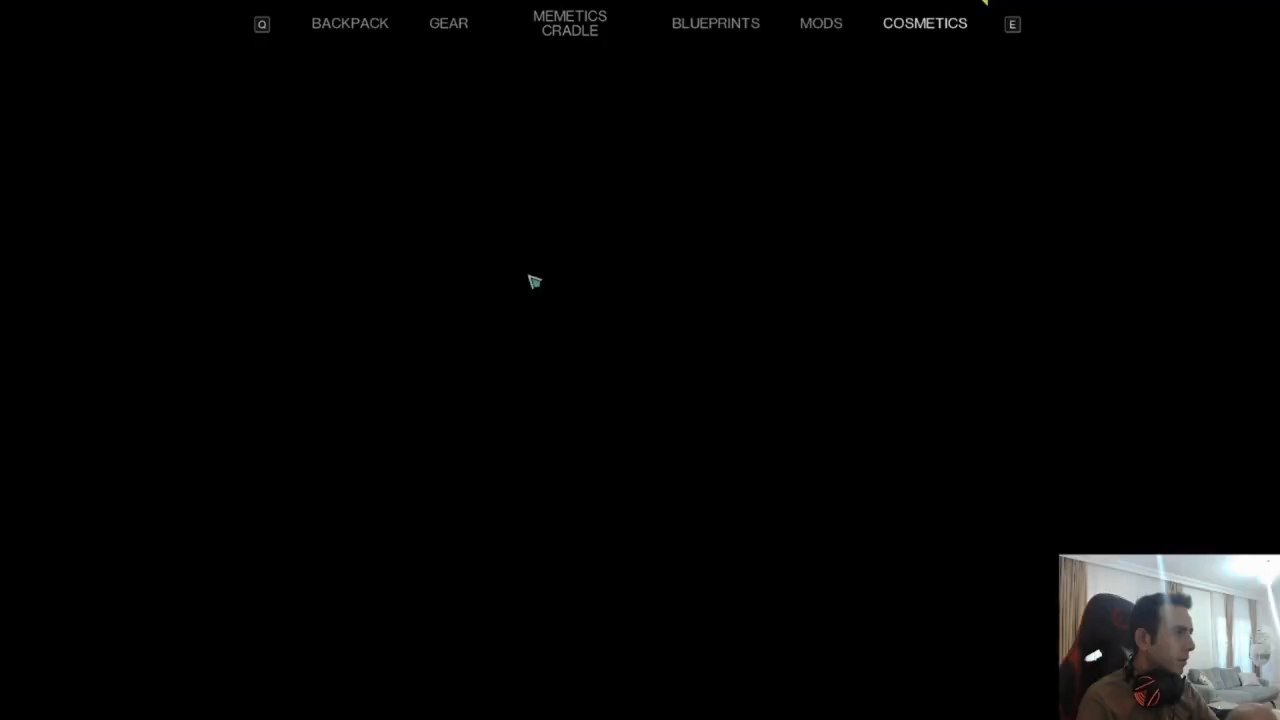 Q
BACKPACK
GEAR
MEMETICS
CRADLE
BLUEPRINTS
MODS
COSMETICS
E